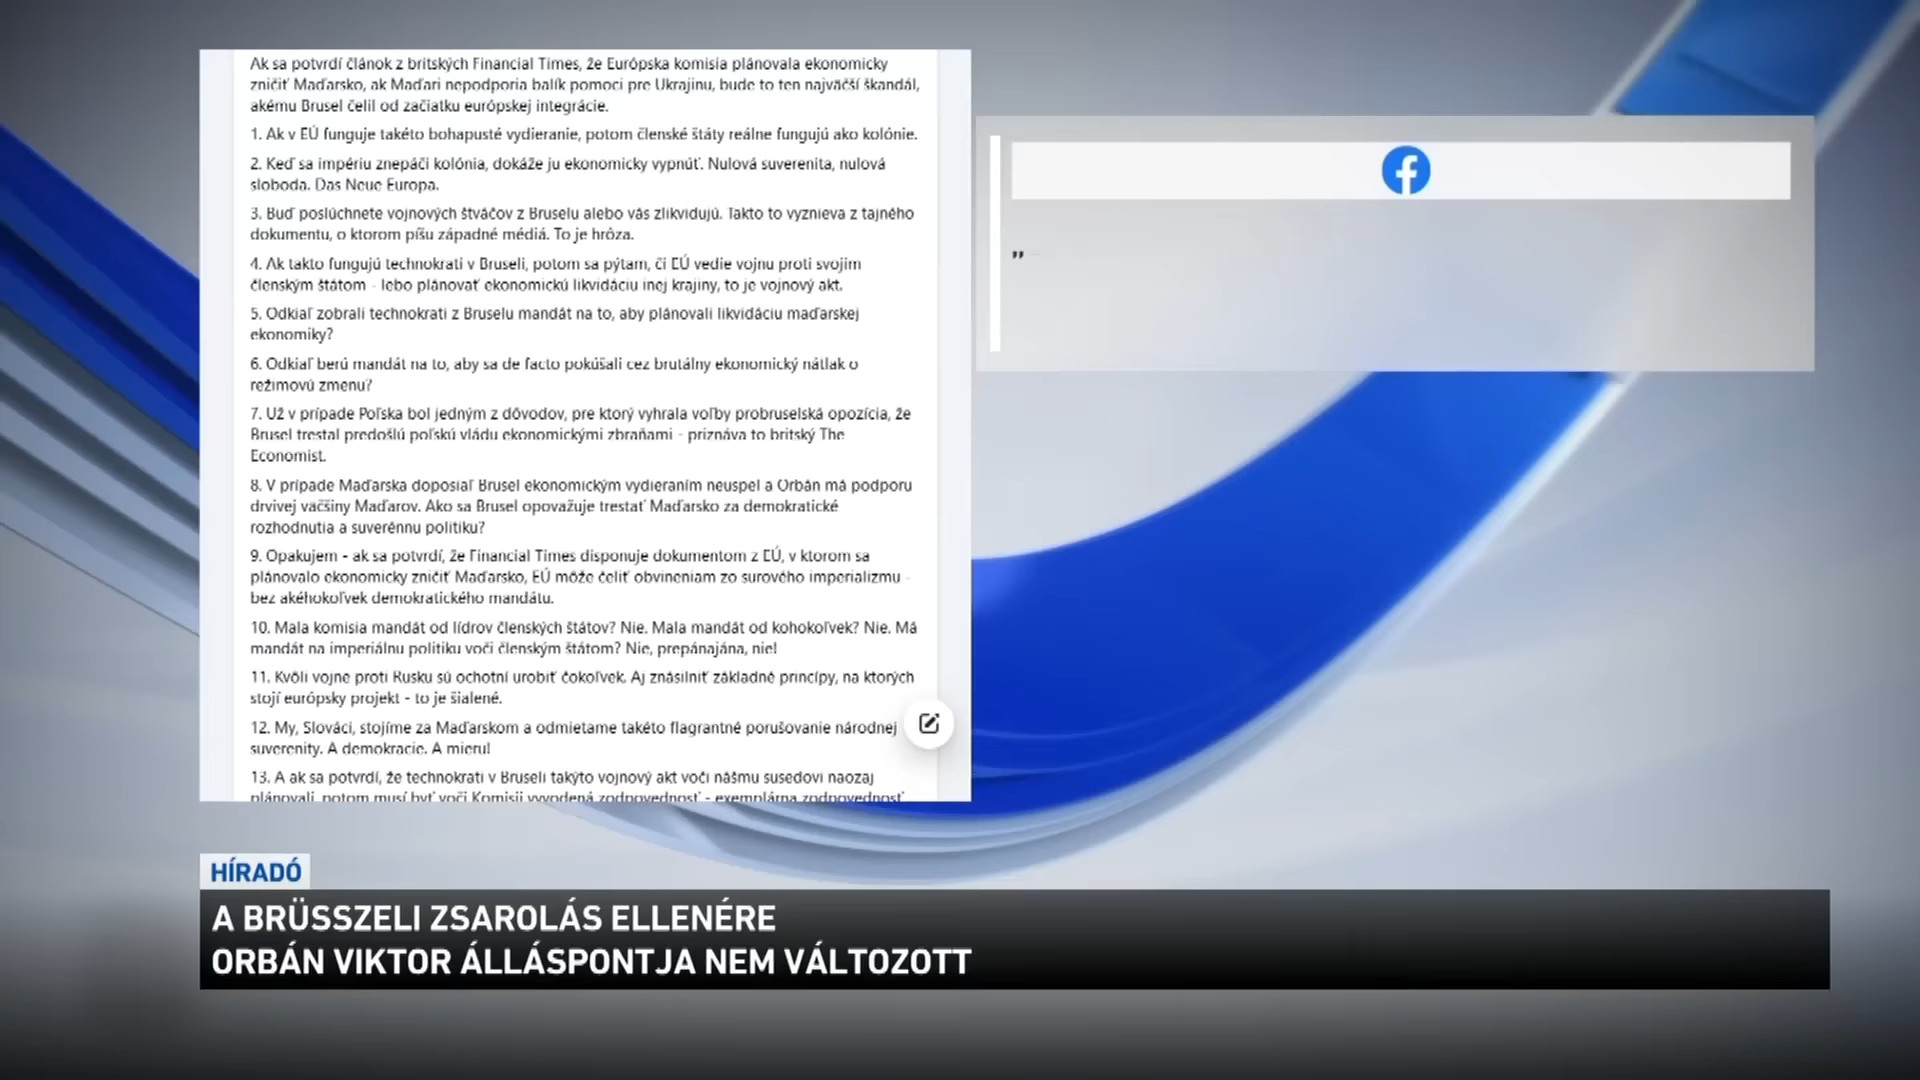 Ak sa potvrdí článok z britských Financial Times, že Európska komisia plánovala ekonomicky
zničiť Maďarsko, ak Maďari nepodporia balík pomoci pre Ukrajinu, bude to ten najväčší škandál,
akému Brusel čelil od začiatku európskej integrácie.
1. Ak v EÚ funguje takéto bohapusté vydieranie, potom členské štáty reálne fungujú ako kolónie.
2. Keď sa impériu znepáči kolónia, dokáže ju ekonomicky vypnúť. Nulová suverenita, nulová
sloboda. Das Neue Europa.
3. Buď poslúchnete vojnových štváčov z Bruselu alebo vás zlikvidujú. Takto to vyznieva z tajného
dokumentu, o ktorom píšu západné médiá. To je hrôza.
4. Ak takto fungujú technokrati v Bruseli, potom sa pýtam, či EÚ vedie vojnu proti svojim
členským štátom - lebo plánovať ekonomickú likvidáciu inej krajiny, to je vojnový akt.
5. Odkiaľ zobrali technokrati z Bruselu mandát na to, aby plánovali likvidáciu maďarskej
ekonomiky?
6. Odkiaľ berú mandát na to, aby sa de facto pokúšali cez brutálny ekonomický nátlak o
režimovú zmenu?
7. Už v prípade Poľska bol jedným z dôvodov, pre ktorý vyhrala voľby probruselská opozícia, že
Brusel trestal predošlú poľskú vládu ekonomickými zbraňami - priznáva to britský The
Economist.
8. V prípade Maďarska doposiaľ Brusel ekonomickým vydieraním neuspel a Orbán má podporu
drvivej väčšiny Maďarov. Ako sa Brusel opovažuje trestať Maďarsko za demokratické
rozhodnutia a suverénnu politiku?
9. Opakujem - ak sa potvrdí, že Financial Times disponuje dokumentom z EÚ, v ktorom sa
plánovalo ekonomicky zničiť Maďarsko, EÚ môže čeliť obvineniam zo surového imperializmu -
bez akéhokoľvek demokratického mandátu.
10. Mala komisia mandát od lídrov členských štátov? Nie. Mala mandát od kohokoľvek? Nie. Má
mandát na imperiálnu politiku voči členským štátom? Nie, prepánajána, nie!
11. Kvôli vojne proti Rusku sú ochotní urobiť čokoľvek. Aj znásilniť základné princípy, na ktorých
stojí európsky projekt - to je šialené.
12. My, Slováci, stojíme za Maďarskom a odmietame takéto flagrantné porušovanie národnej
suverenity. A demokracie. A mieru!
13. A ak sa potvrdí, že technokrati v Bruseli takýto vojnový akt voči nášmu susedovi naozaj
plánovali, potom musí byť voči Komisii vyvodená zodpovednosť - exemplárna zodpovednosť
„
HÍRADÓ
A BRÜSSZELI ZSAROLÁS ELLENÉRE
ORBÁN VIKTOR ÁLLÁSPONTJA NEM VÁLTOZOTT